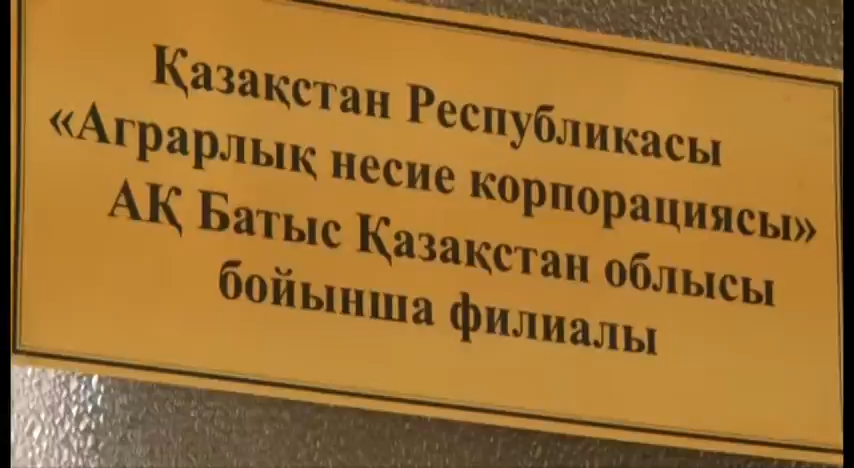 Қазақстан Республикасы
«Аграрлық несие корпорациясы»
АҚ Батыс Қазақстан облысы
бойынша филиалы